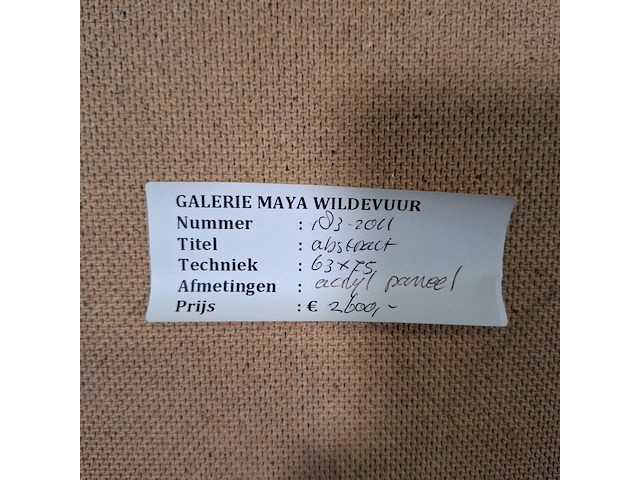 GALERIE MAYA WILDEVUUR
Nummer : 183-2011
Titel : abstract
Techniek : 63x75
Afmetingen : acryl paneel
Prijs : € 2600,-